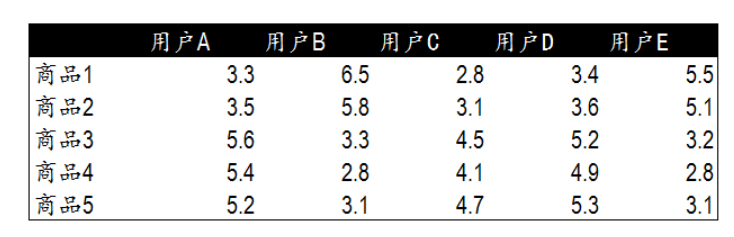 用户A 用户B 用户C 用户D 用户E
商品1 3.3 6.5 2.8 3.4 5.5
商品2 3.5 5.8 3.1 3.6 5.1
商品3 5.6 3.3 4.5 5.2 3.2
商品4 5.4 2.8 4.1 4.9 2.8
商品5 5.2 3.1 4.7 5.3 3.1